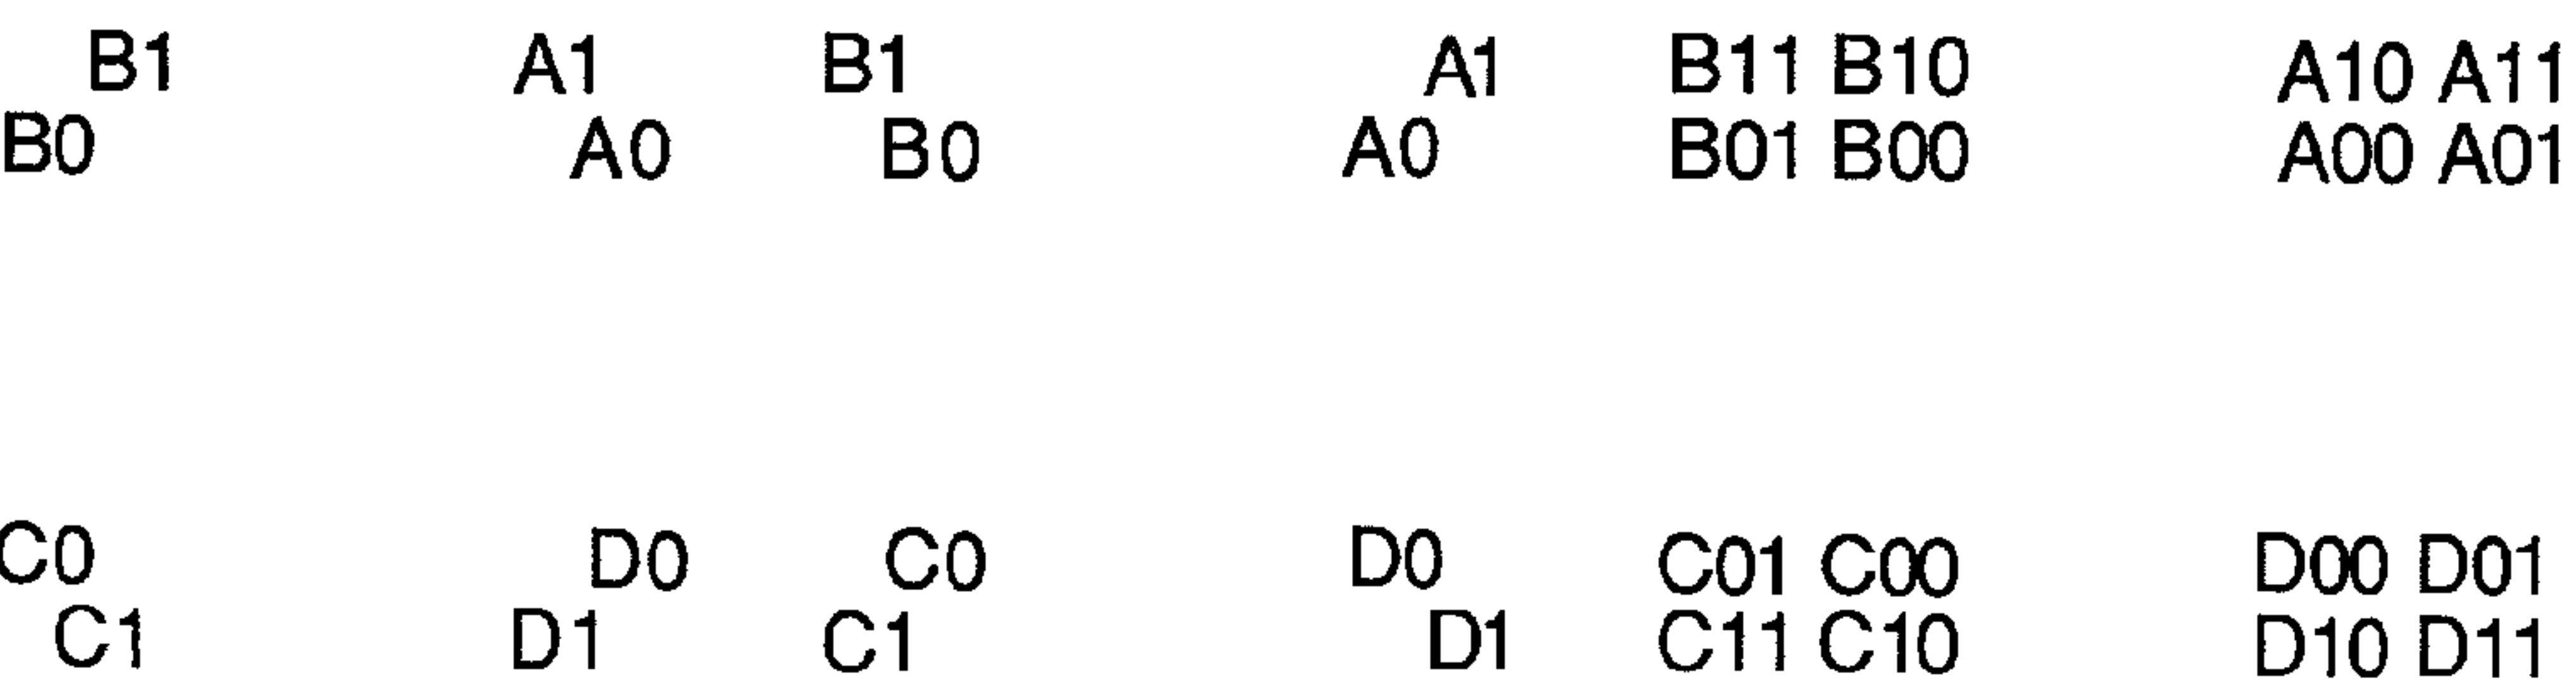 B1 A1 B1 A1 B11 B10 A10 A11
B0 A0 B0 A0 B01 B00 A00 A01
C0 D0 C0 D0 C01 C00 D00 D01
C1 D1 C1 D1 C11 C10 D10 D11